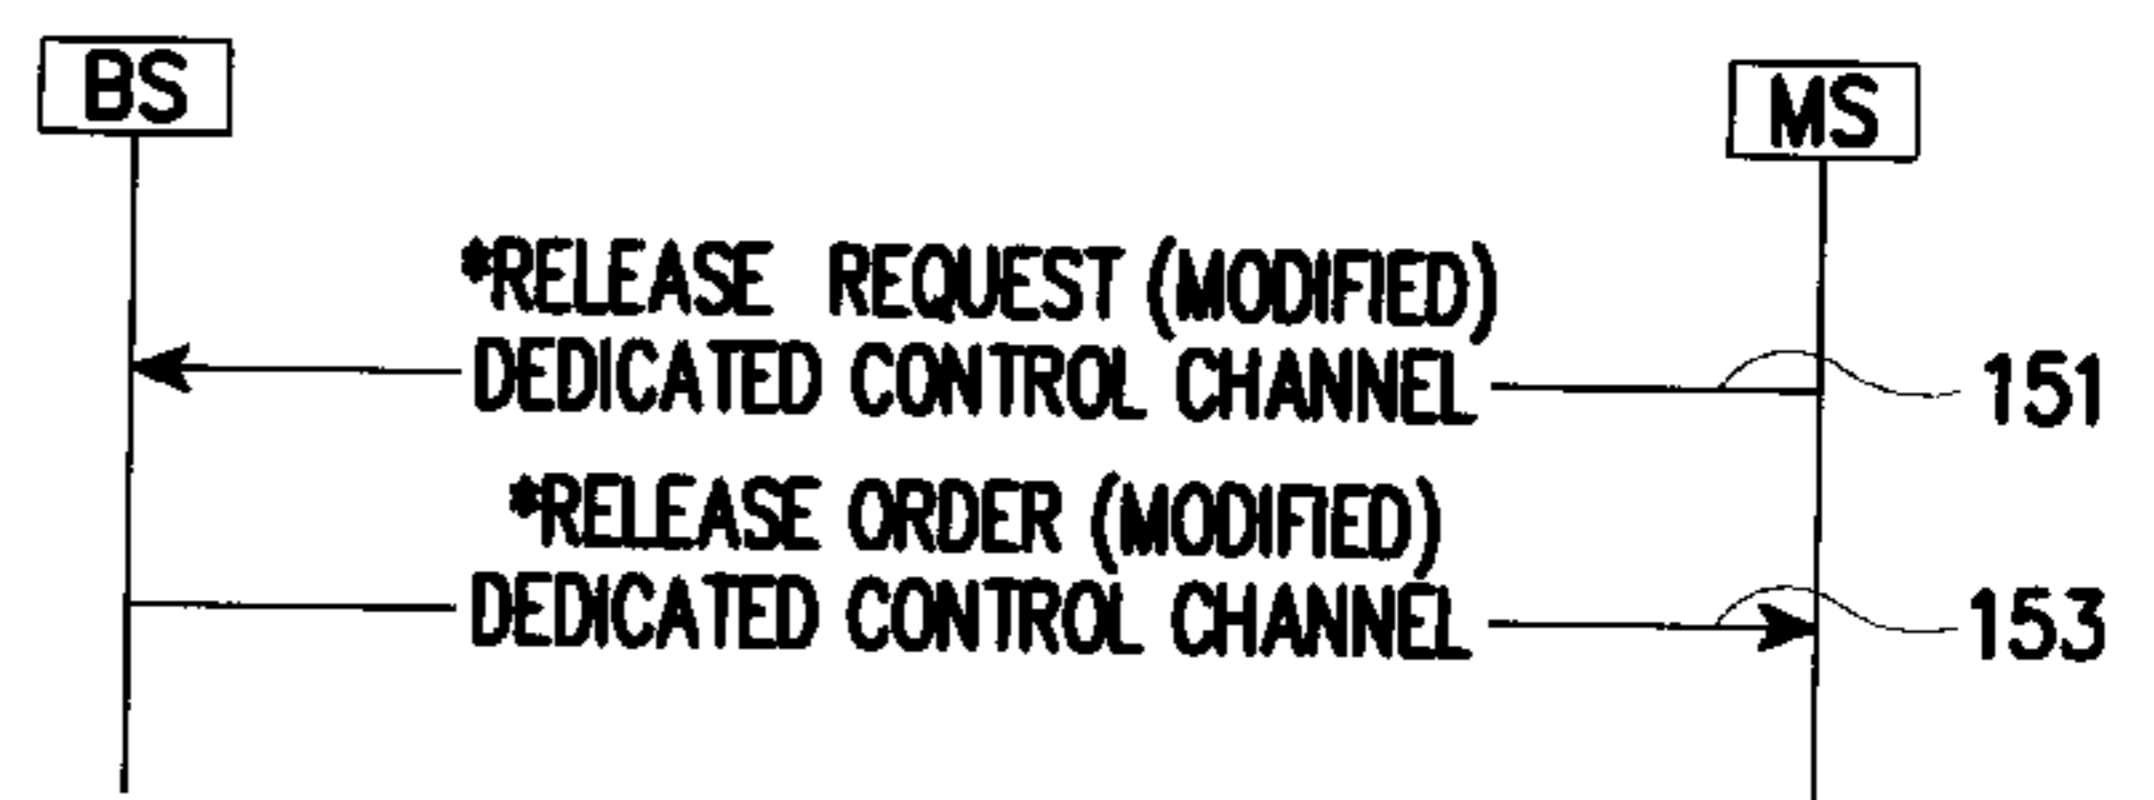 BS
MS
*RELEASE REQUEST (MODIFIED)
DEDICATED CONTROL CHANNEL
151
*RELEASE ORDER (MODIFIED)
DEDICATED CONTROL CHANNEL
153